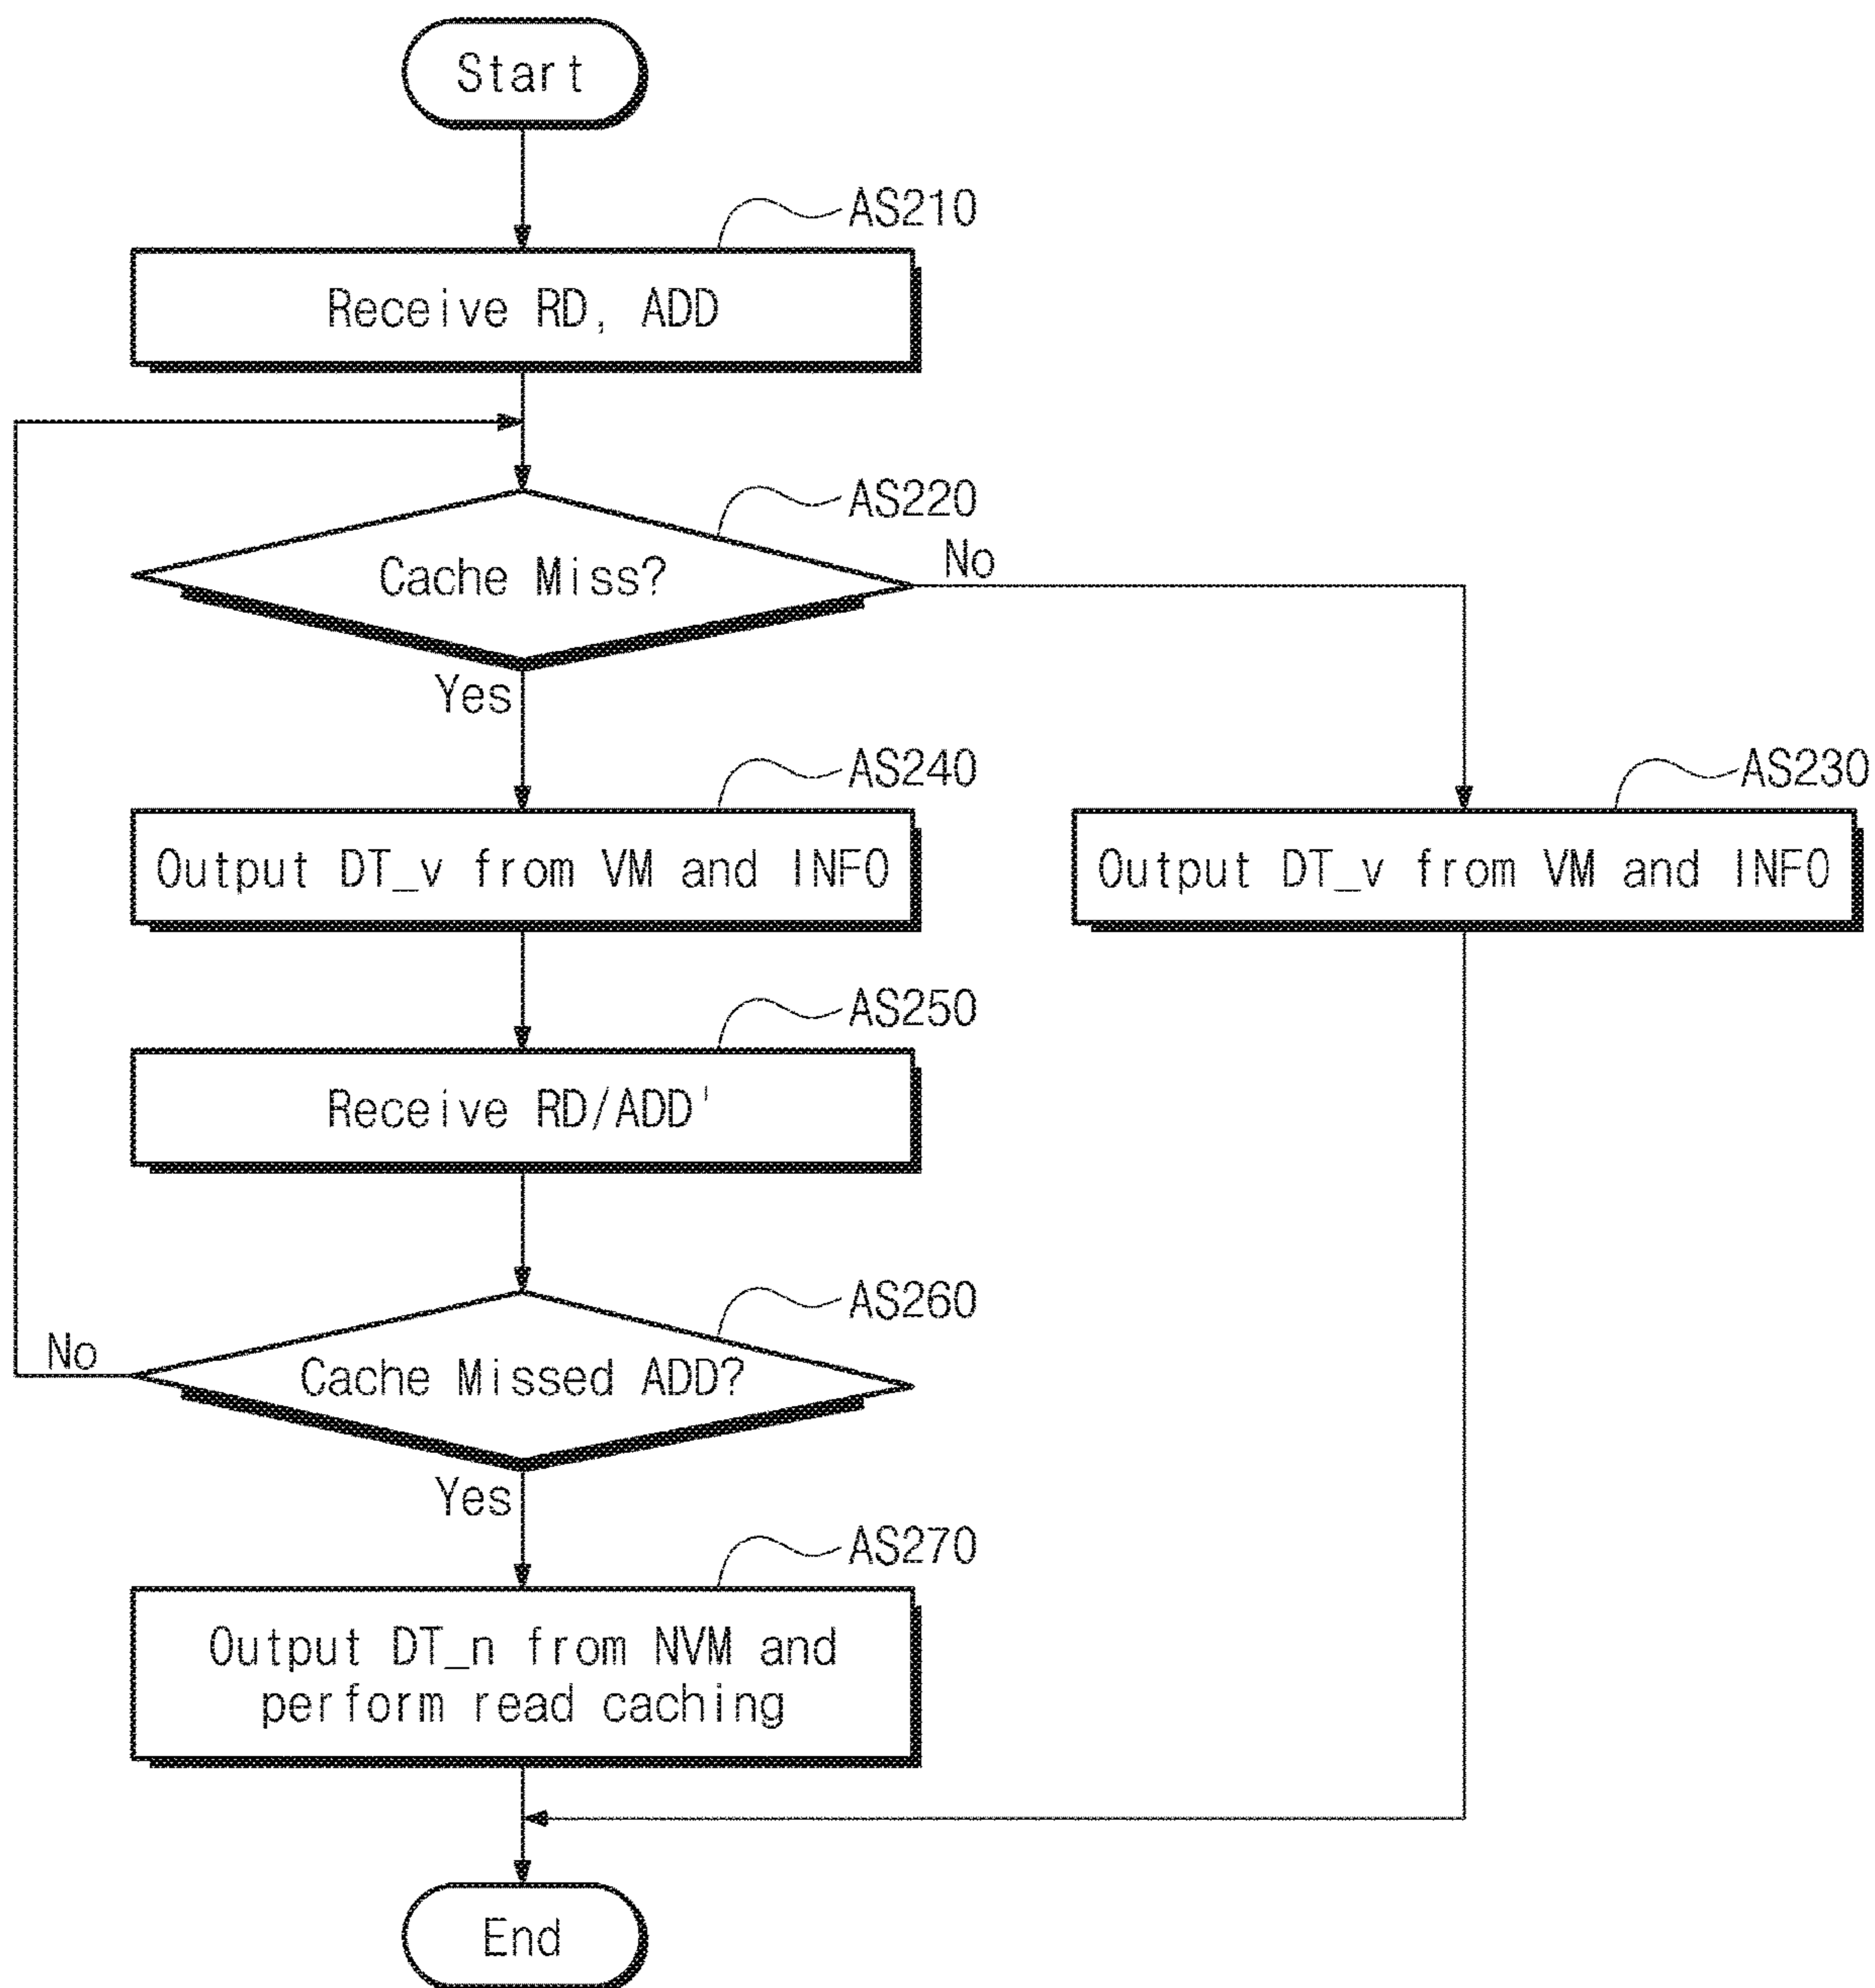 Start
AS210
Receive RD, ADD
AS220
Cache Miss?
No
Yes
AS240
AS230
Output DT_v from VM and INFO
Output DT_v from VM and INFO
AS250
Receive RD/ADD'
AS260
No
Cache Missed ADD?
Yes
AS270
Output DT_n from NVM and
perform read caching
End